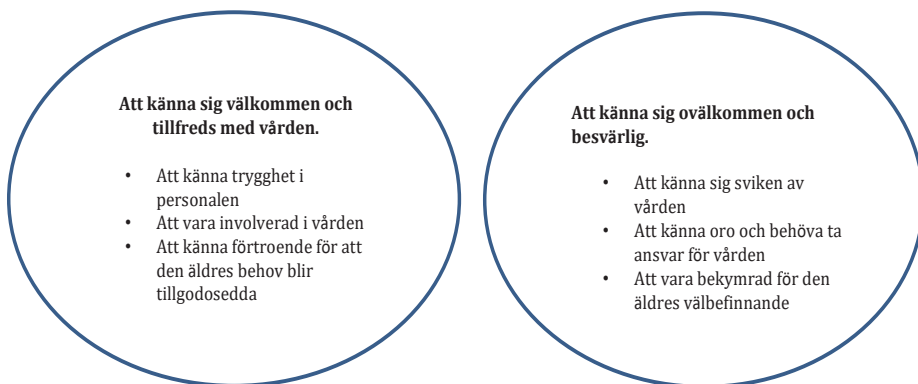 Att känna sig välkommen och
tillfreds med vården.
• Att känna trygghet i
personalen
• Att vara involverad i vården
• Att känna förtroende för att
den äldres behov blir
tillgodosedda
Att känna sig ovälkommen och
besvärlig.
• Att känna sig sviken av
vården
• Att känna oro och behöva ta
ansvar för vården
• Att vara bekymrad för den
äldres välbefinnande